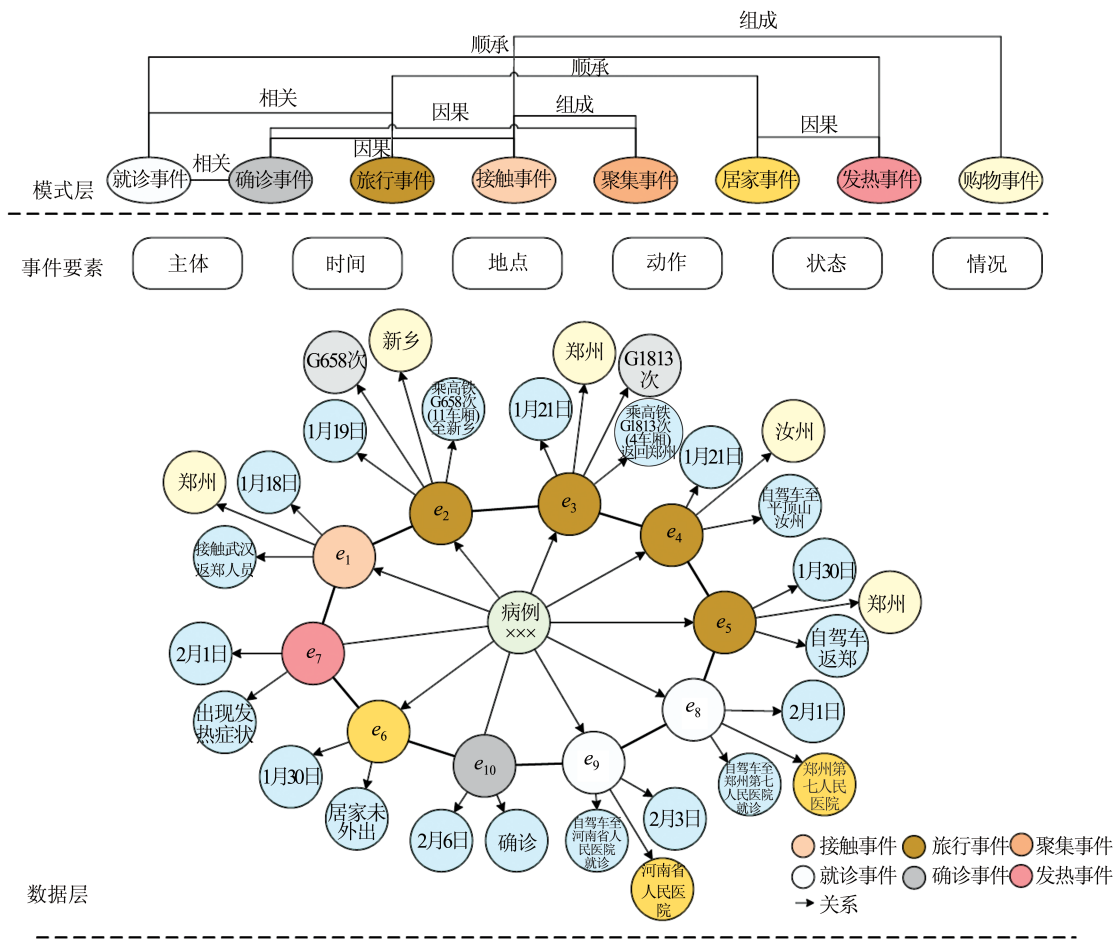 组成
顺承
顺承
相关
因果
组成
因果
因果
相关
就诊事件
确诊事件
旅行事件
接触事件
聚集事件
居家事件
发热事件
购物事件
模式层
事件要素
主体
时间
地点
动作
状态
情况
G658次
新乡
乘高铁
G658次
(11车厢)
至新乡
1月19日
郑州
G1813
次
1月21日
乘高铁
G1813次
(4车厢)
返回郑州
1月21日
汝州
自驾车至
平顶山
汝州
郑州
1月18日
接触武汉
返郑人员
e1
e2
e3
e4
1月30日
郑州
自驾车
返郑
e5
病例
×××
2月1日
出现发
热症状
e7
e6
1月30日
居家未
外出
e10
2月6日
确诊
e9
自驾车至
河南省人
民医院
就诊
河南省
人民医
院
2月3日
e8
2月1日
自驾车至
郑州第七
人民医院
就诊
郑州第
七人民
医院
接触事件
旅行事件
聚集事件
就诊事件
确诊事件
发热事件
关系
数据层